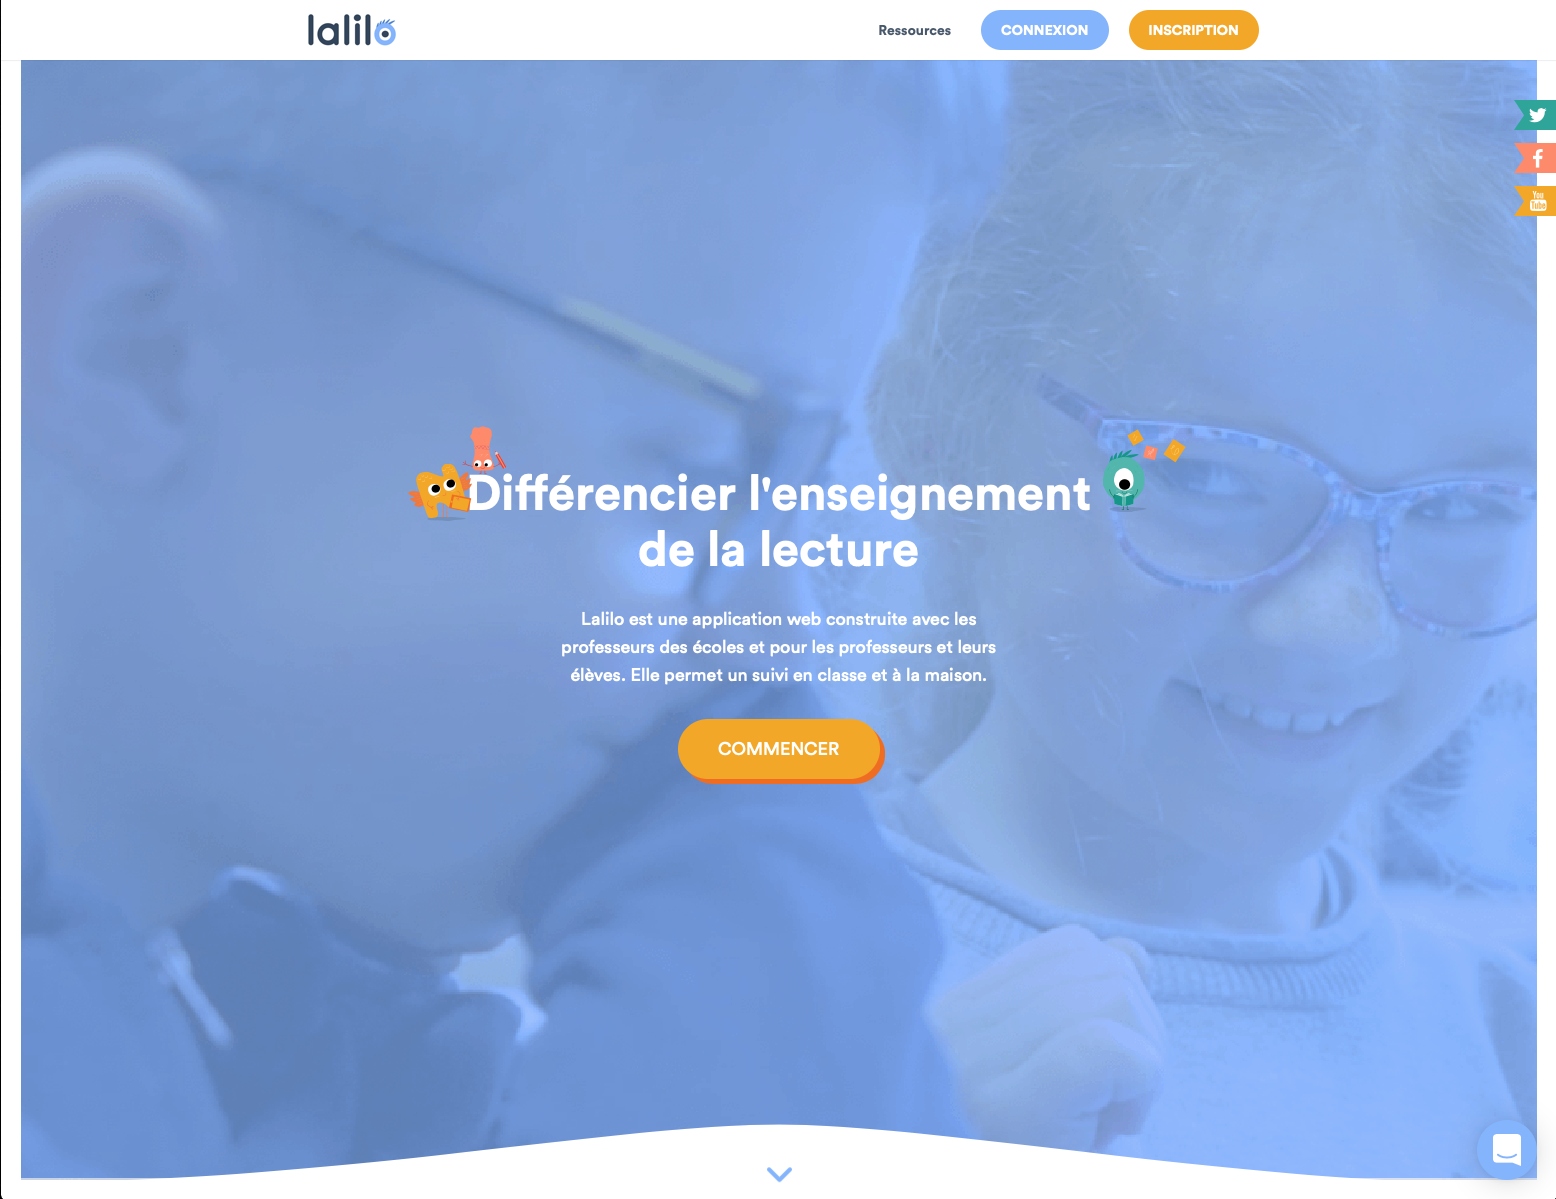 lalilo
Ressources
CONNEXION
INSCRIPTION
You
Tube
Différencier l'enseignement
de la lecture
Lalilo est une application web construite avec les
professeurs des écoles et pour les professeurs et leurs
élèves. Elle permet un suivi en classe et à la maison.
COMMENCER